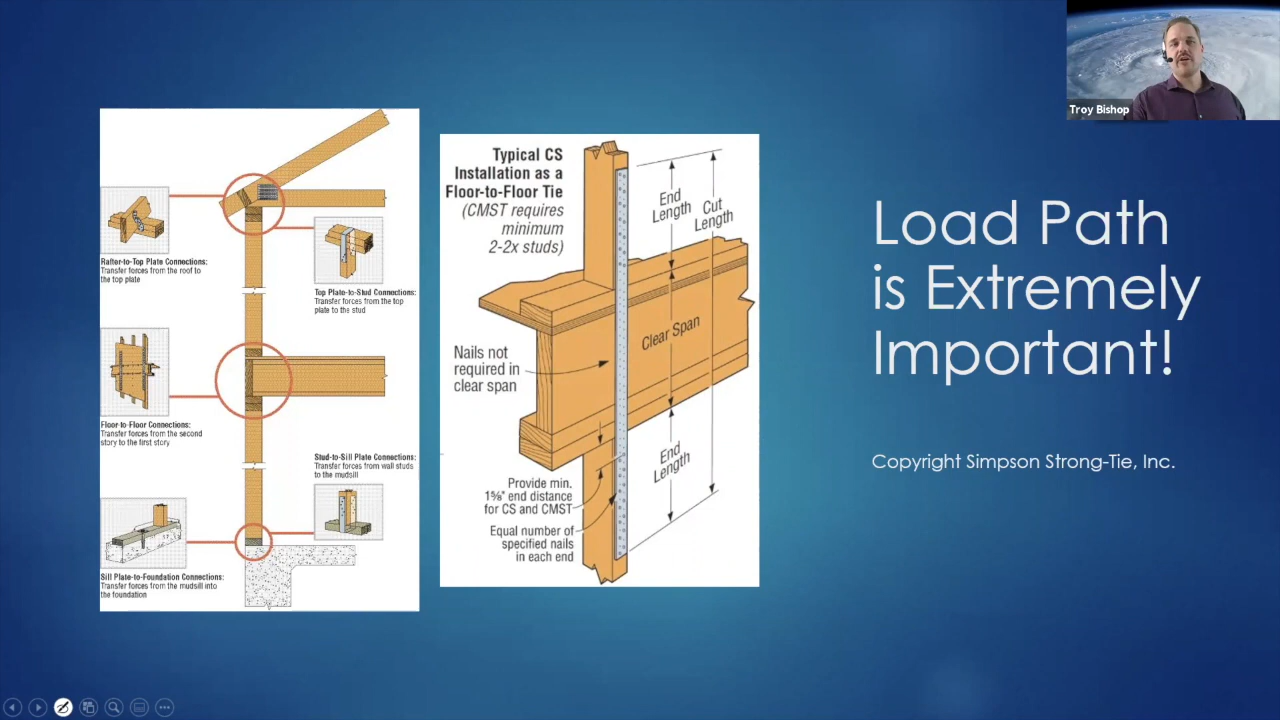 Troy Bishop
Load Path
is Extremely
Important!
Copyright Simpson Strong-Tie, Inc.
Rafter-to-Top Plate Connections:
Transfer forces from the roof to
the top plate
Top Plate-to-Stud Connections:
Transfer forces from the top
plate to the stud
Floor-to-Floor Connections:
Transfer forces from the second
story to the first story
Stud-to-Sill Plate Connections:
Transfer forces from wall studs
to the mudsill
Sill Plate-to-Foundation Connections:
Transfer forces from the mudsill into
the foundation
Typical CS
Installation as a
Floor-to-Floor Tie
(CMST requires
minimum
2-2x studs)
End
Length
Cut
Length
Clear Span
Nails not
required in
clear span
End
Length
Provide min.
1⅝" end distance
for CS and CMST
Equal number of
specified nails
in each end